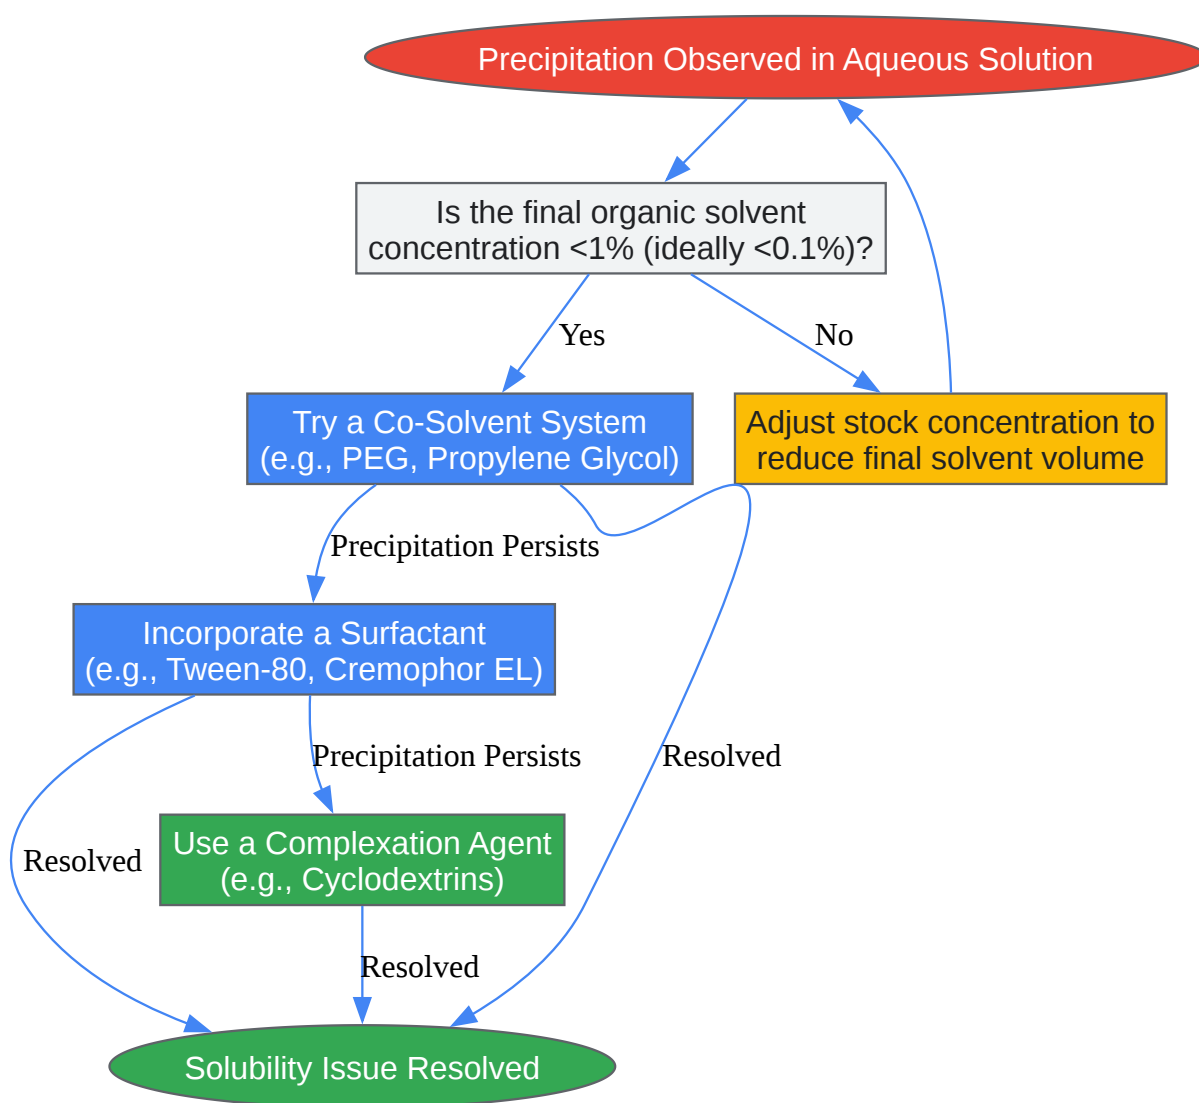 Precipitation Observed in Aqueous Solution
Is the final organic solvent
concentration <1% (ideally <0.1%)?
Yes
No
Try a Co-Solvent System
(e.g., PEG, Propylene Glycol)
Adjust stock concentration to
reduce final solvent volume
Precipitation Persists
Incorporate a Surfactant
(e.g., Tween-80, Cremophor EL)
Precipitation Persists
Resolved
Use a Complexation Agent
(e.g., Cyclodextrins)
Resolved
Resolved
Solubility Issue Resolved